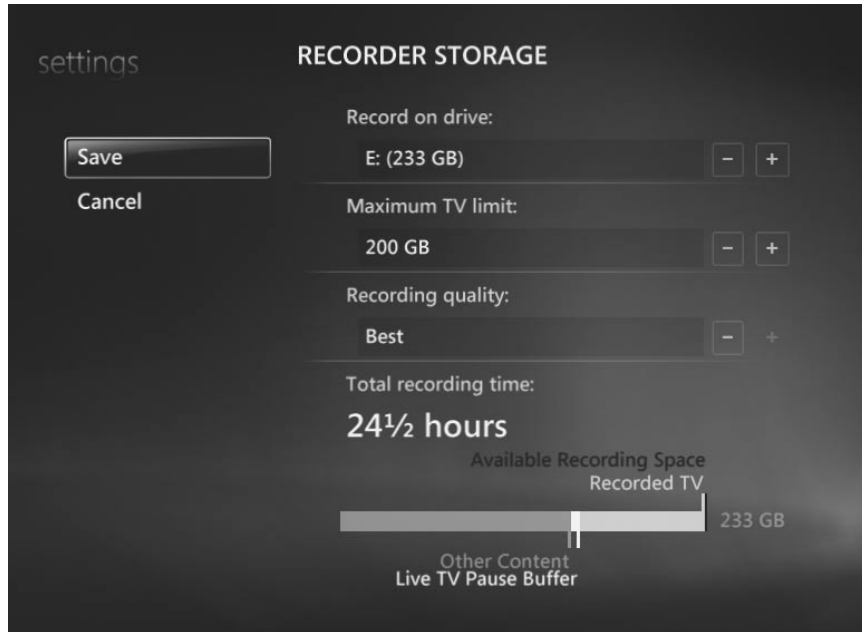 settings
RECORDER STORAGE
Record on drive:
Save
E: (233 GB)
- +
Cancel
Maximum TV limit:
200 GB
- +
Recording quality:
Best
- +
Total recording time:
24½ hours
Available Recording Space
Recorded TV
233 GB
Other Content
Live TV Pause Buffer